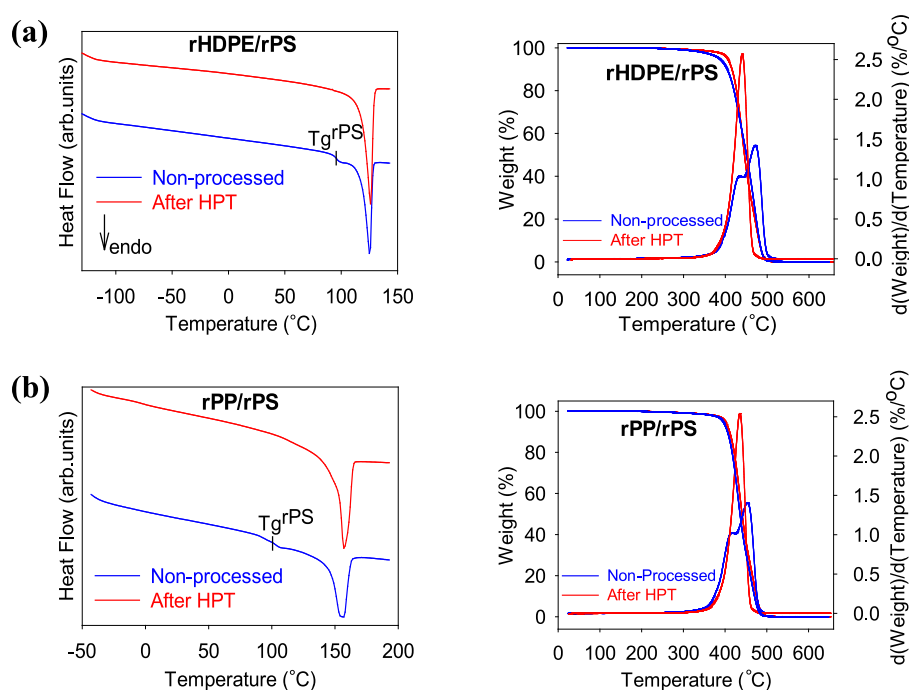 (a)
rHDPE/rPS
Heat Flow (arb.units)
TgrPS
Non-processed
After HPT
endo
-100 -50 0 50 100 150
Temperature (°C)
rHDPE/rPS
Weight (%)
100
80
60
40
20
0
Non-processed
After HPT
2.5
2.0
1.5
1.0
0.5
0.0
d(Weight)/d(Temperature) (%/°C)
0 100 200 300 400 500 600
Temperature (°C)
(b)
rPP/rPS
Heat Flow (arb.units)
TgrPS
Non-processed
After HPT
-50 0 50 100 150 200
Temperature (°C)
rPP/rPS
Weight (%)
100
80
60
40
20
0
Non-Processed
After HPT
2.5
2.0
1.5
1.0
0.5
0.0
d(Weight)/d(Temperature) (%/°C)
0 100 200 300 400 500 600
Temperature (°C)